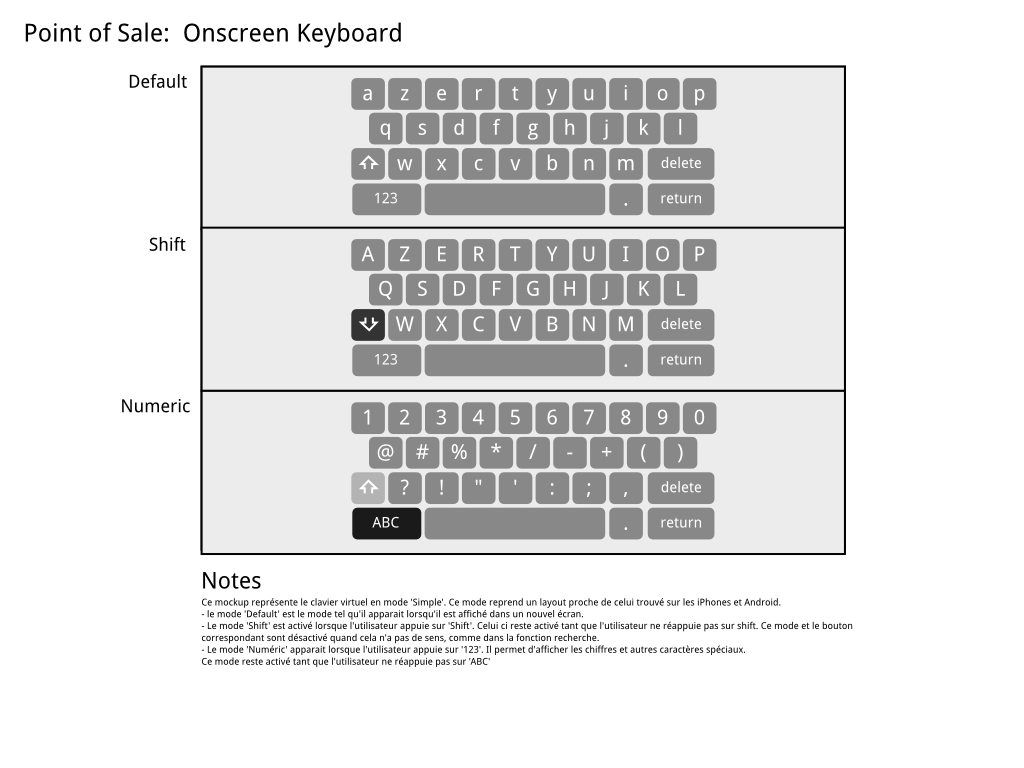 Point of Sale:  Onscreen Keyboard
Default
a z e r t y u i o p
q s d f g h j k l
w x c v b n m delete
123 . return
Shift
A Z E R T Y U I O P
Q S D F G H J K L
W X C V B N M delete
123 . return
Numeric
1 2 3 4 5 6 7 8 9 0
@ # % * / - + ( )
? ! " ' : ; , delete
ABC . return
Notes
Ce mockup représente le clavier virtuel en mode 'Simple'. Ce mode reprend un layout proche de celui trouvé sur les iPhones et Android.
- le mode 'Default' est le mode tel qu'il apparait lorsqu'il est affiché dans un nouvel écran.
- Le mode 'Shift' est activé lorsque l'utilisateur appuie sur 'Shift'. Celui ci reste activé tant que l'utilisateur ne réappuie pas sur shift. Ce mode et le bouton
correspondant sont désactivé quand cela n'a pas de sens, comme dans la fonction recherche.
- Le mode 'Numéric' apparait lorsque l'utilisateur appuie sur '123'. Il permet d'afficher les chiffres et autres caractères spéciaux.
Ce mode reste activé tant que l'utilisateur ne réappuie pas sur 'ABC'